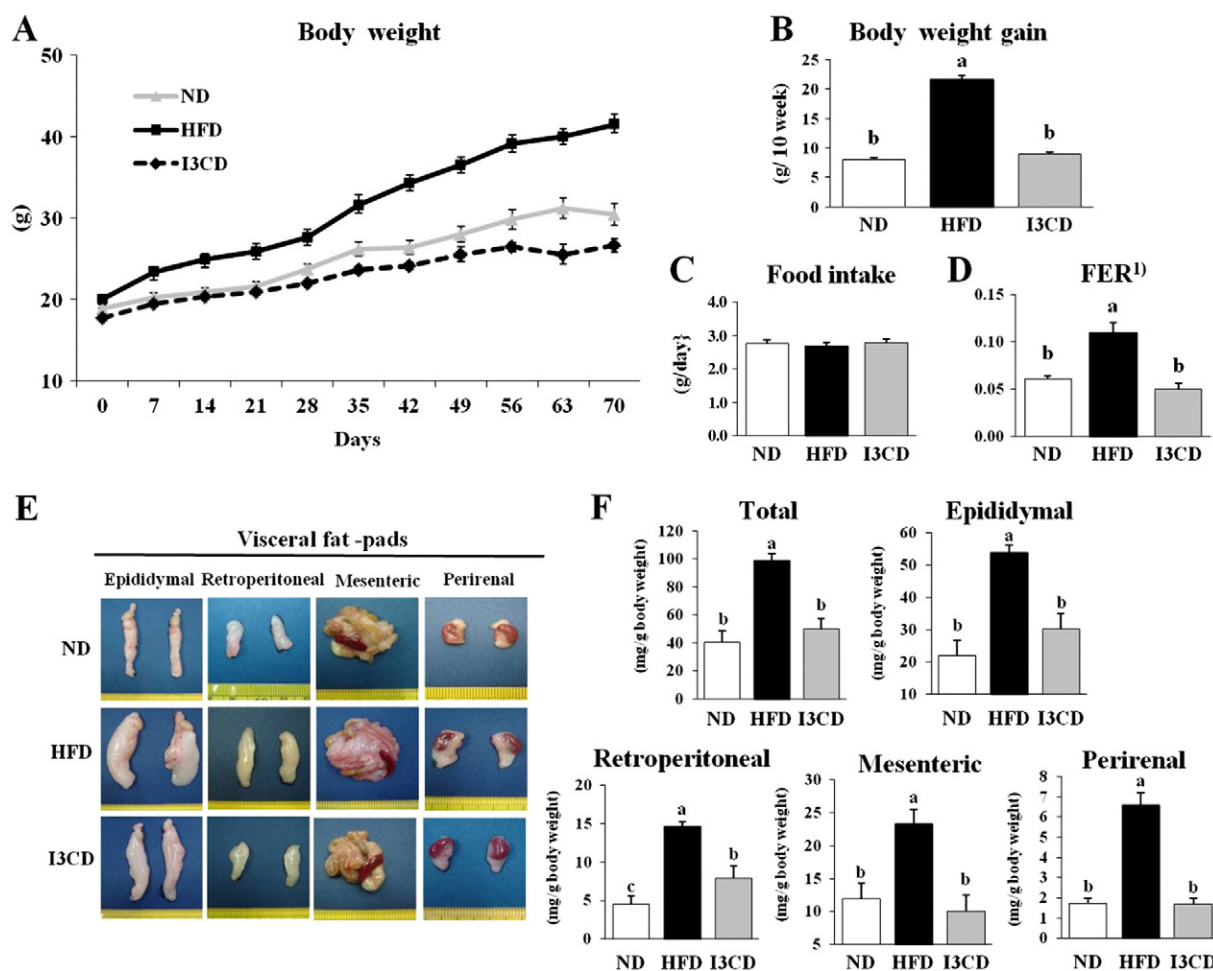 A
Body weight
50
40
30
20
10
(g)
ND
HFD
I3CD
0 7 14 21 28 35 42 49 56 63 70
Days
B
Body weight gain
(g/ 10 week)
25
20
15
10
5
0
b a b
ND HFD I3CD
C
Food intake
(g/day}
4.0
3.0
2.0
1.0
0.0
ND HFD I3CD
D
FER1)
0.15
0.10
0.05
0.00
b a b
ND HFD I3CD
E
Visceral fat -pads
Epididymal Retroperitoneal Mesenteric Perirenal
ND
HFD
I3CD
F
Total
(mg/g body weight)
120
100
80
60
40
20
0
b a b
ND HFD I3CD
Epididymal
(mg/g body weight)
60
50
40
30
20
10
b a b
ND HFD I3CD
Retroperitoneal
(mg/g body weight)
20
15
10
5
0
c a b
ND HFD I3CD
Mesenteric
(mg/g body weight)
30
25
20
15
10
5
b a b
ND HFD I3CD
Perirenal
(mg/g body weight)
8
7
6
5
4
3
2
1
0
b a b
ND HFD I3CD